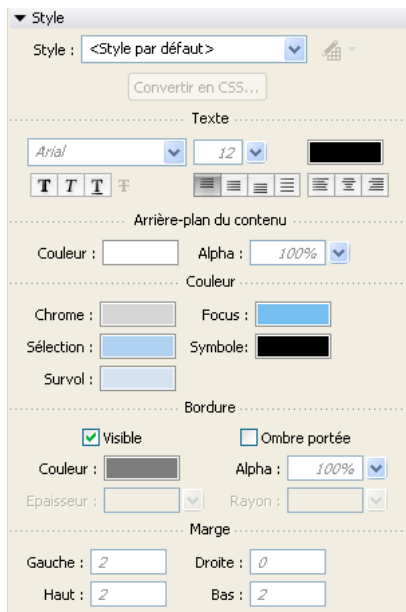 Style
Style : <Style par défaut>
Convertir en CSS...
Texte
Arial 12
T T T T
Arrière-plan du contenu
Couleur : Alpha : 100%
Couleur
Chrome : Focus :
Sélection : Symbole:
Survol :
Bordure
Visible Ombre portée
Couleur : Alpha : 100%
Epaisseur : Rayon :
Marge
Gauche : 2 Droite : 0
Haut : 2 Bas : 2